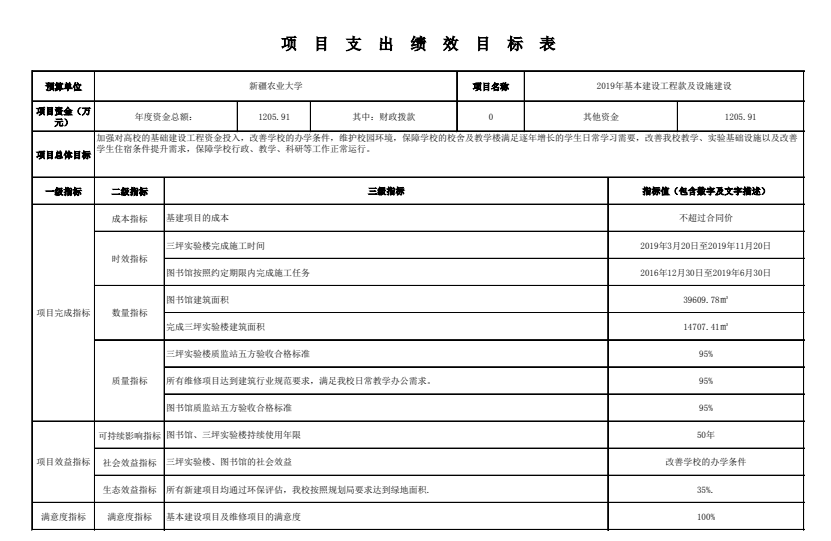 项 目 支 出 绩 效 目 标 表
预算单位 新疆农业大学 项目名称 2019年基本建设工程款及设施建设
项目资金（万元） 年度资金总额： 1205.91 其中：财政拨款 0 其他资金 1205.91
项目总体目标 加强对高校的基础建设工程资金投入，改善学校的办学条件，维护校园环境，保障学校的校舍及教学楼满足逐年增长的学生日常学习需要，改善我校教学、实验基础设施以及改善
学生住宿条件提升需求，保障学校行政、教学、科研等工作正常运行。
一级指标 二级指标 三级指标 指标值（包含数字及文字描述）
项目完成指标 成本指标 基建项目的成本 不超过合同价
时效指标 三坪实验楼完成施工时间 2019年3月20日至2019年11月20日
图书馆按照约定期限内完成施工任务 2016年12月30日至2019年6月30日
数量指标 图书馆建筑面积 39609.78㎡
完成三坪实验楼建筑面积 14707.41㎡
质量指标 三坪实验楼质监站五方验收合格标准 95%
所有维修项目达到建筑行业规范要求，满足我校日常教学办公需求。 95%
图书馆质监站五方验收合格标准 95%
项目效益指标 可持续影响指标 图书馆、三坪实验楼持续使用年限 50年
社会效益指标 三坪实验楼、图书馆的社会效益 改善学校的办学条件
生态效益指标 所有新建项目均通过环保评估，我校按照规划局要求达到绿地面积. 35%.
满意度指标 满意度指标 基本建设项目及维修项目的满意度 100%